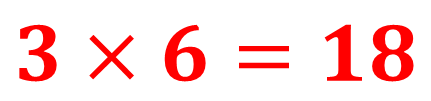 3 × 6 = 18